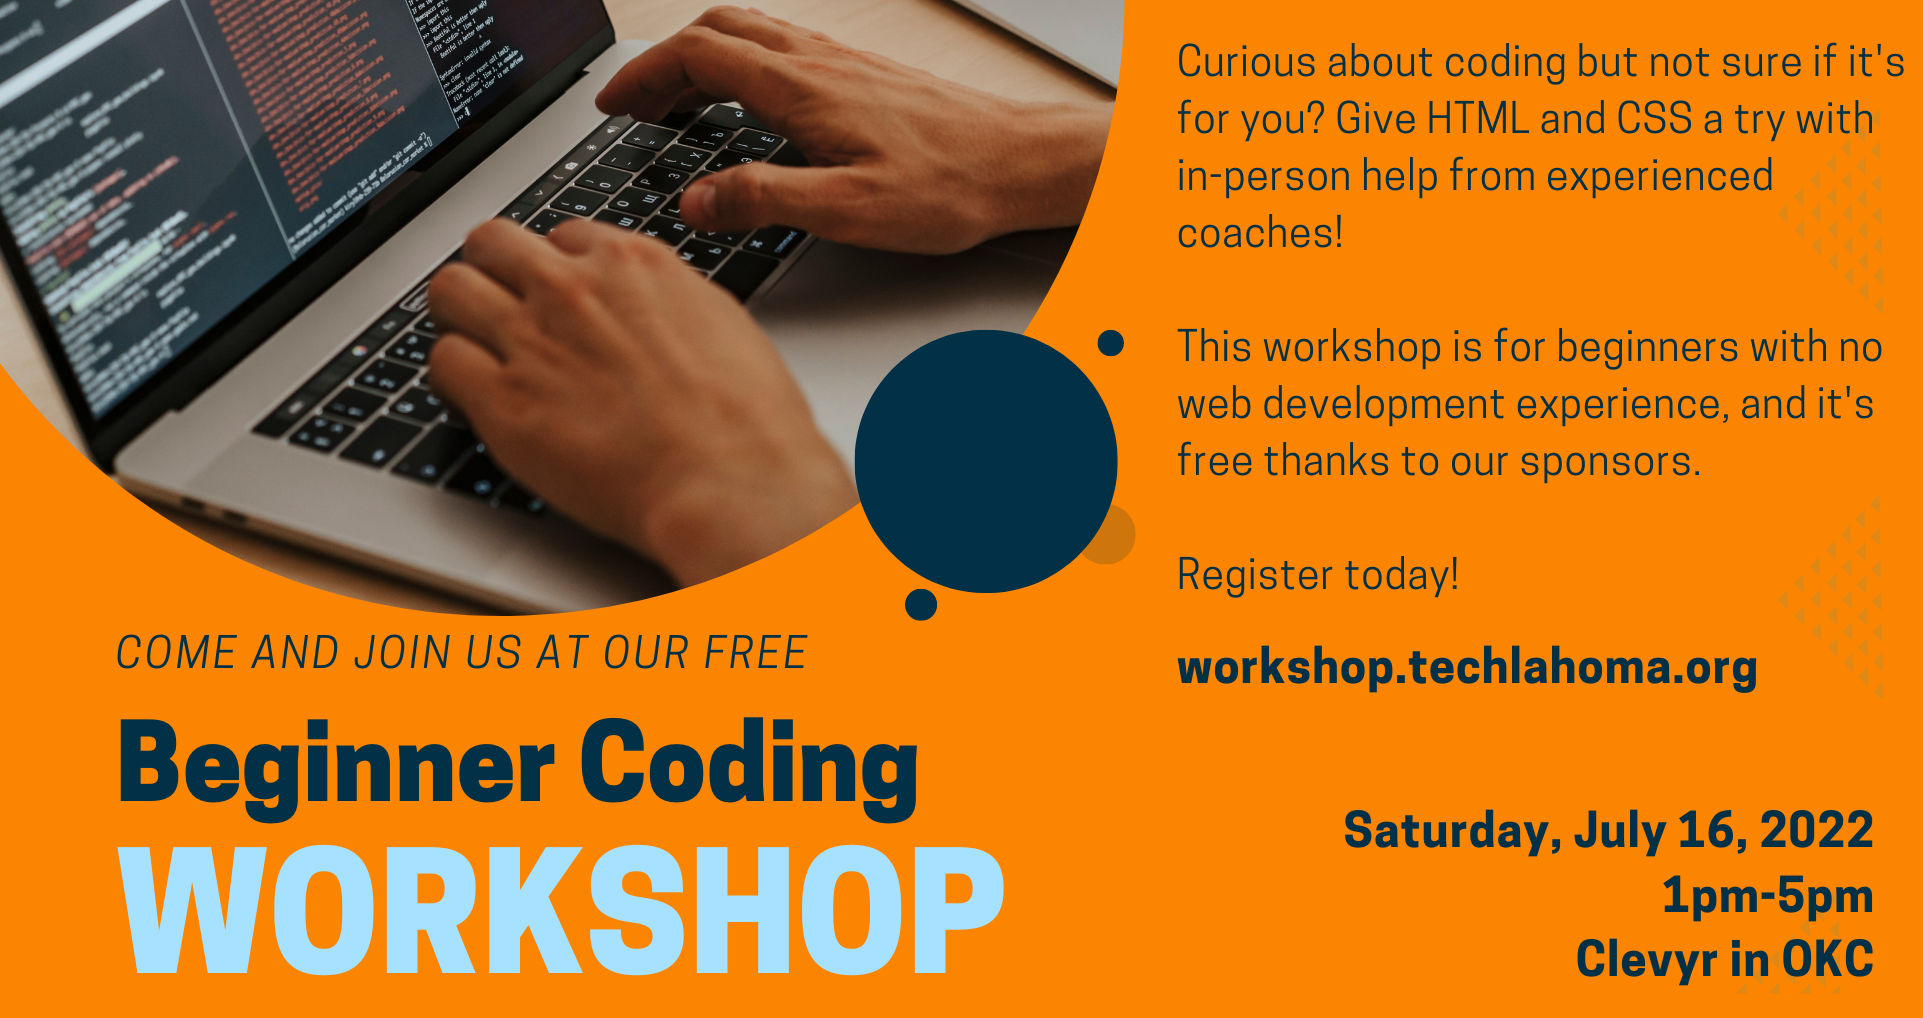 COME AND JOIN US AT OUR FREE
Beginner Coding
WORKSHOP
Curious about coding but not sure if it's
for you? Give HTML and CSS a try with
in-person help from experienced
coaches!
This workshop is for beginners with no
web development experience, and it's
free thanks to our sponsors.
Register today!
workshop.techlahoma.org
Saturday, July 16, 2022
1pm-5pm
Clevyr in OKC